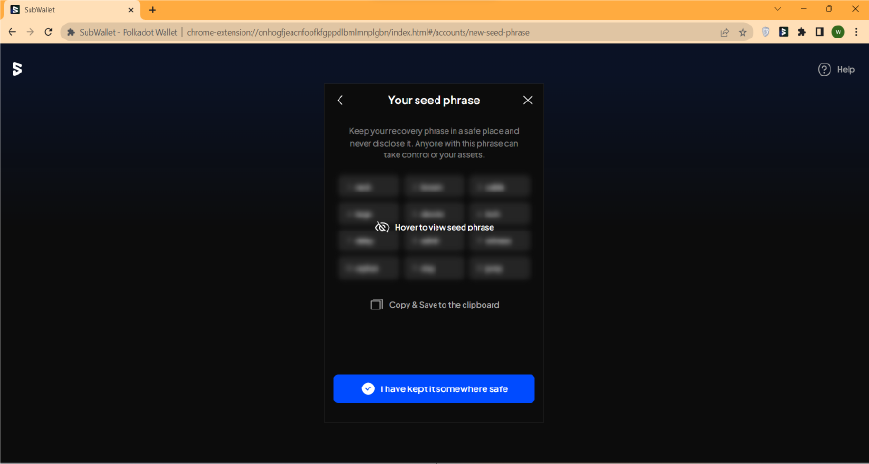 SubWallet
SubWallet - Polkadot Wallet | chrome-extension://onhogfjeacnfoofkfgppdlbmlmnplgbn/index.html#/accounts/new-seed-phrase
W
Help
Your seed phrase
Keep your recovery phrase in a safe place and
never disclose it. Anyone with this phrase can
take control of your assets.
Hover to view seed phrase
Copy & Save to the clipboard
I have kept it somewhere safe